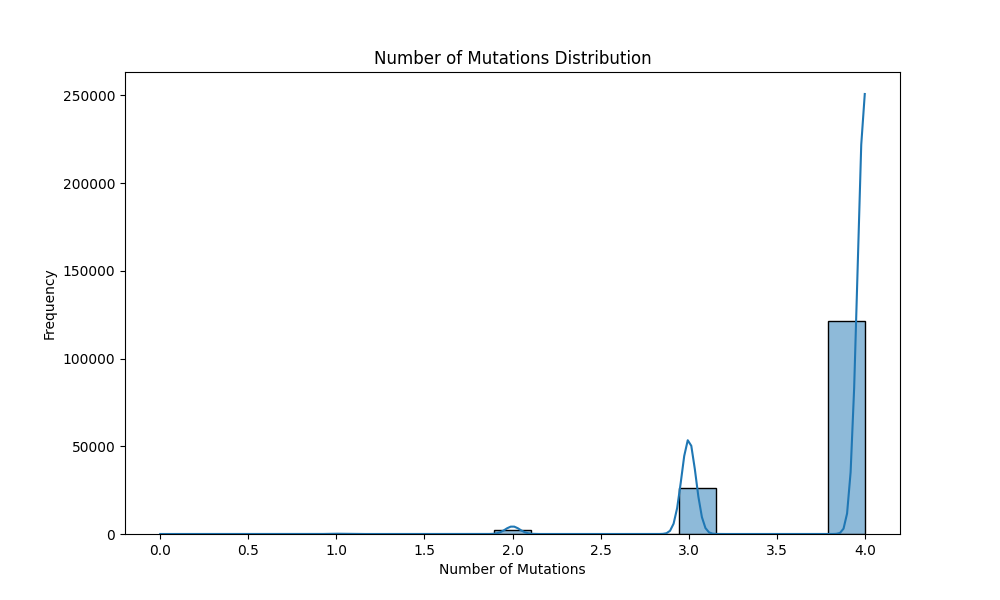 Number of Mutations Distribution
Frequency
250000
200000
150000
100000
50000
0
0.0 0.5 1.0 1.5 2.0 2.5 3.0 3.5 4.0
Number of Mutations